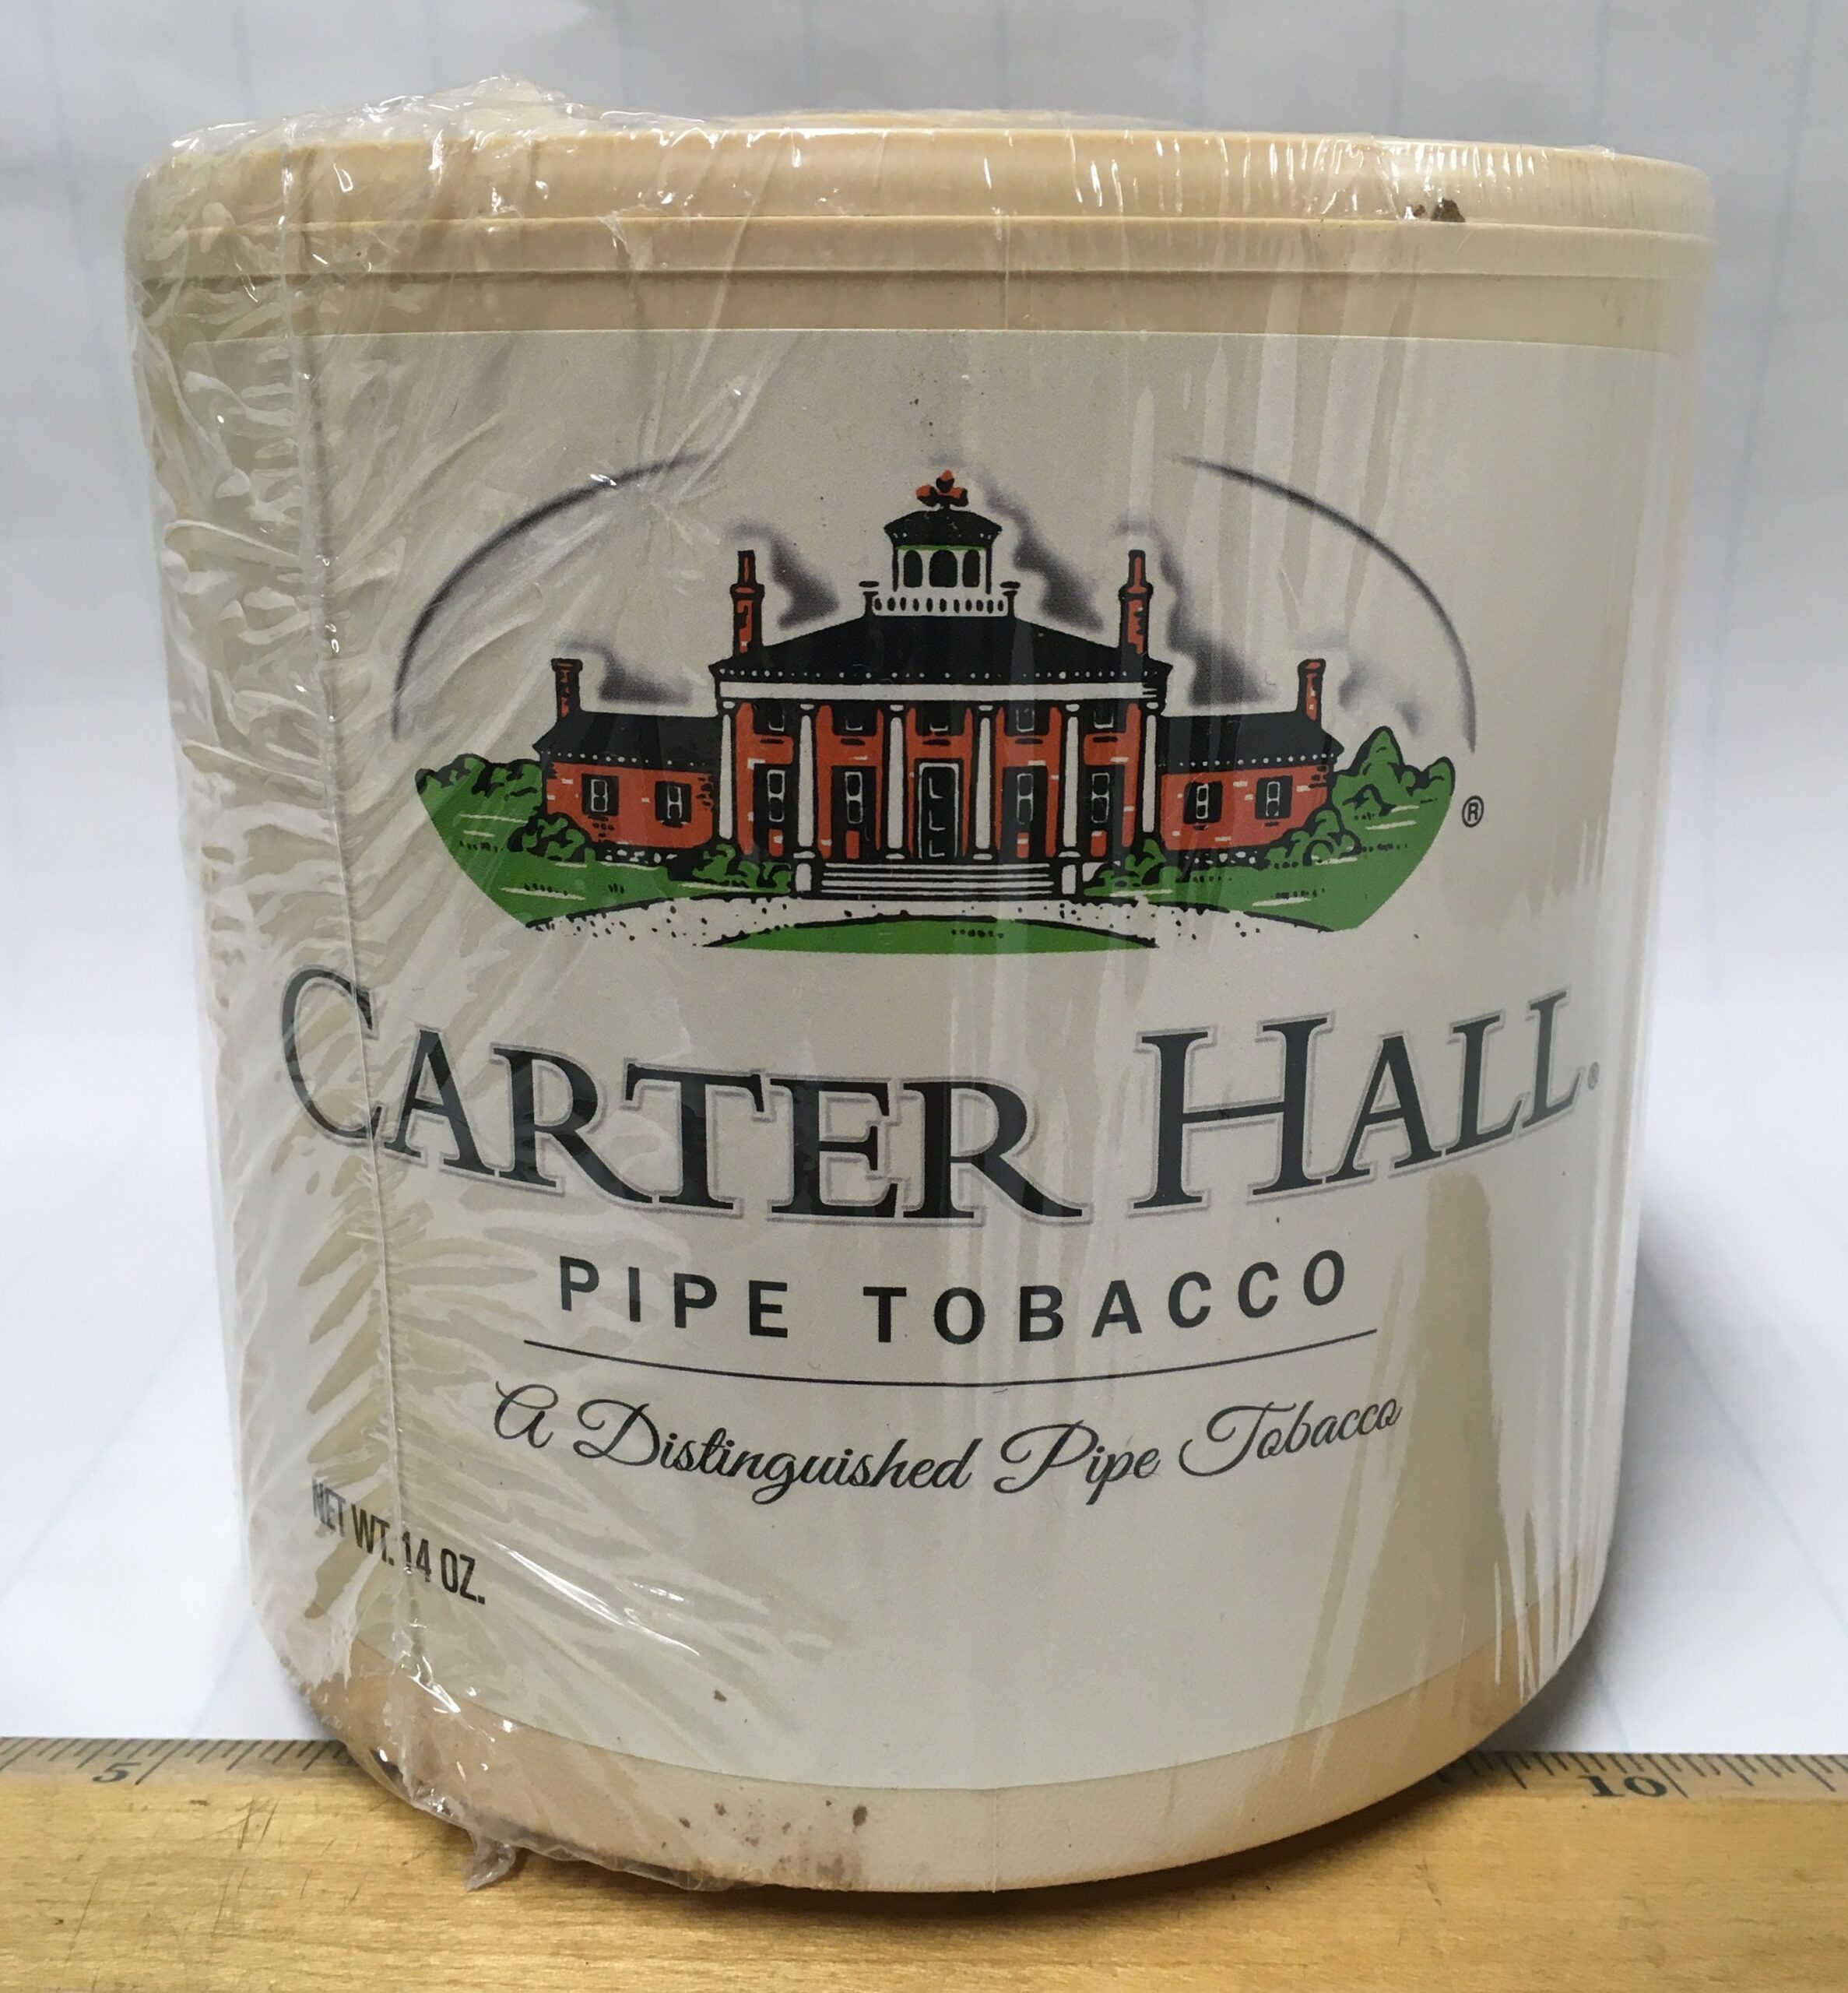 ®
CARTER HALL®
PIPE TOBACCO
A Distinguished Pipe Tobacco
NET WT. 14 OZ.
5
10